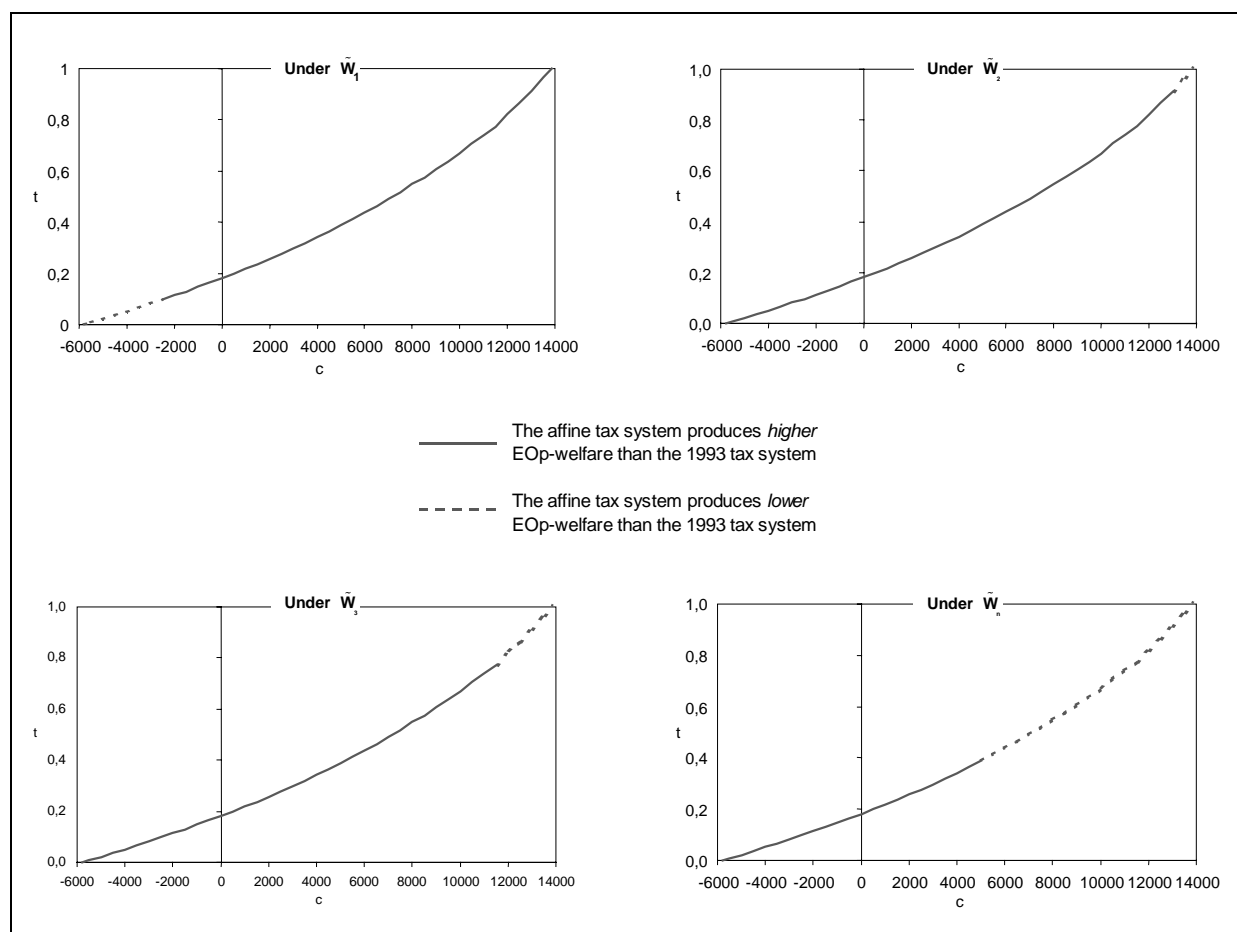 Under W̃₁
1
0,8
0,6
t
0,4
0,2
0
-6000 -4000 -2000 0 2000 4000 6000 8000 10000 12000 14000
c
Under W̃₂
1,0
0,8
0,6
t
0,4
0,2
0,0
-6000 -4000 -2000 0 2000 4000 6000 8000 10000 12000 14000
c
The affine tax system produces higher
EOp-welfare than the 1993 tax system
The affine tax system produces lower
EOp-welfare than the 1993 tax system
Under W̃₃
1,0
0,8
0,6
t
0,4
0,2
0,0
-6000 -4000 -2000 0 2000 4000 6000 8000 10000 12000 14000
c
Under W̃ₙ
1,0
0,8
0,6
t
0,4
0,2
0,0
-6000 -4000 -2000 0 2000 4000 6000 8000 10000 12000 14000
c